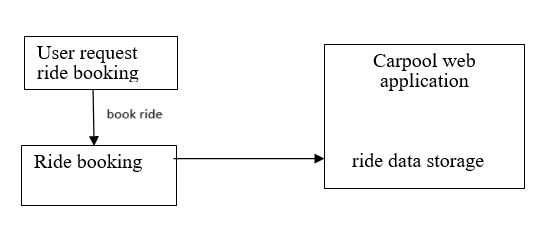 User request
ride booking
book ride
Ride booking
Carpool web
application
ride data storage